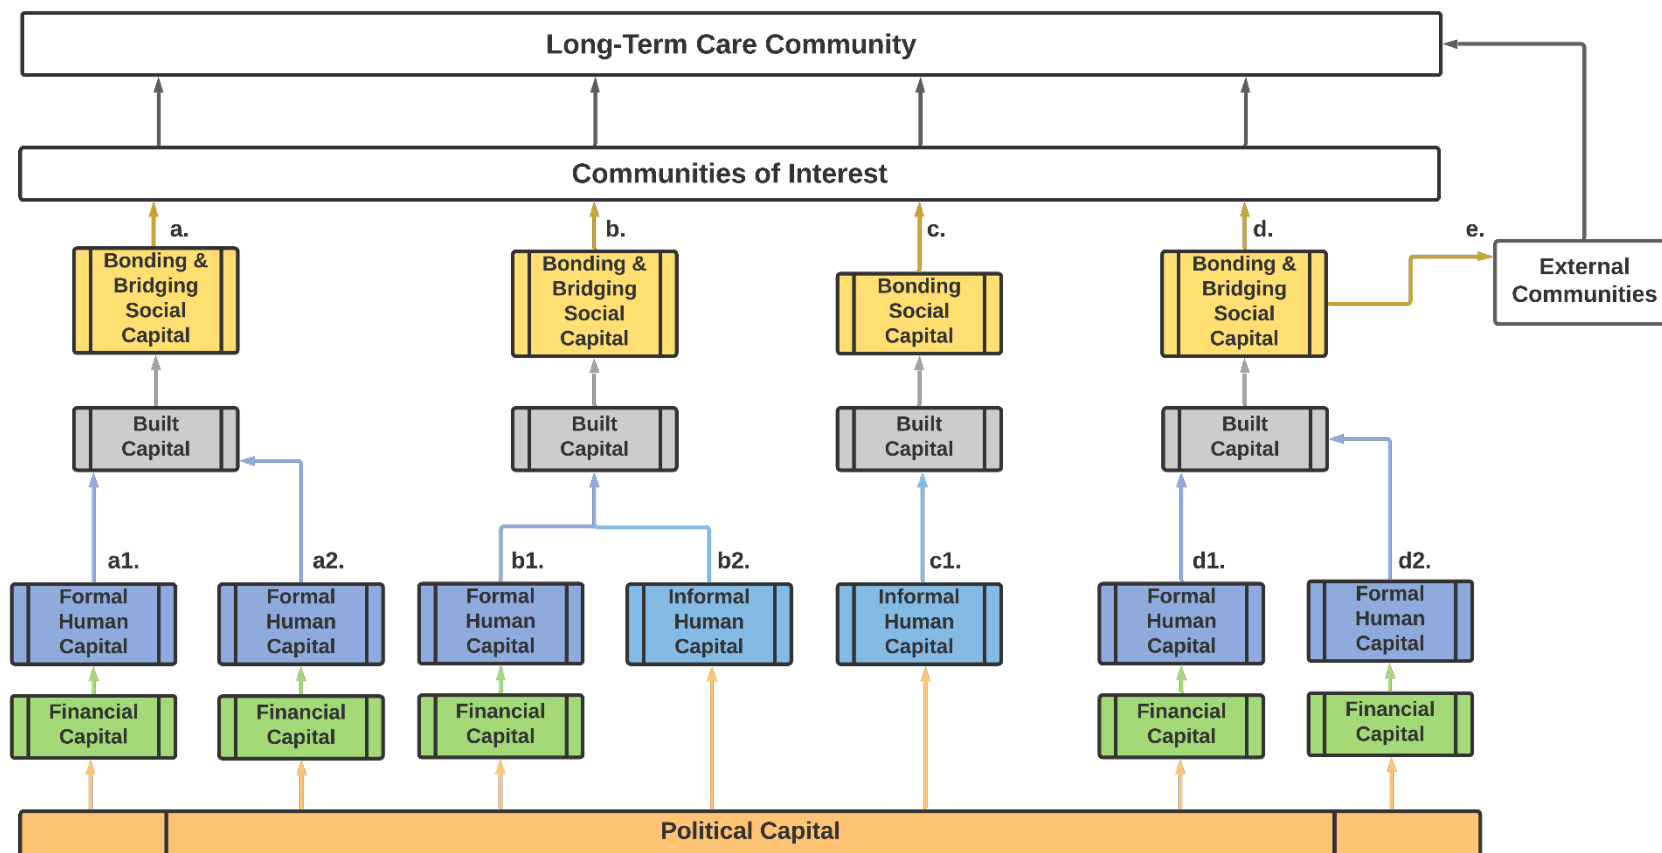 Long-Term Care Community
Communities of Interest
a.
b.
c.
d.
e.
Bonding &
Bridging
Social
Capital
Bonding &
Bridging
Social
Capital
Bonding
Social
Capital
Bonding &
Bridging
Social
Capital
External
Communities
Built
Capital
Built
Capital
Built
Capital
Built
Capital
a1.
a2.
b1.
b2.
c1.
d1.
d2.
Formal
Human
Capital
Formal
Human
Capital
Formal
Human
Capital
Informal
Human
Capital
Informal
Human
Capital
Formal
Human
Capital
Formal
Human
Capital
Financial
Capital
Financial
Capital
Financial
Capital
Financial
Capital
Financial
Capital
Political Capital